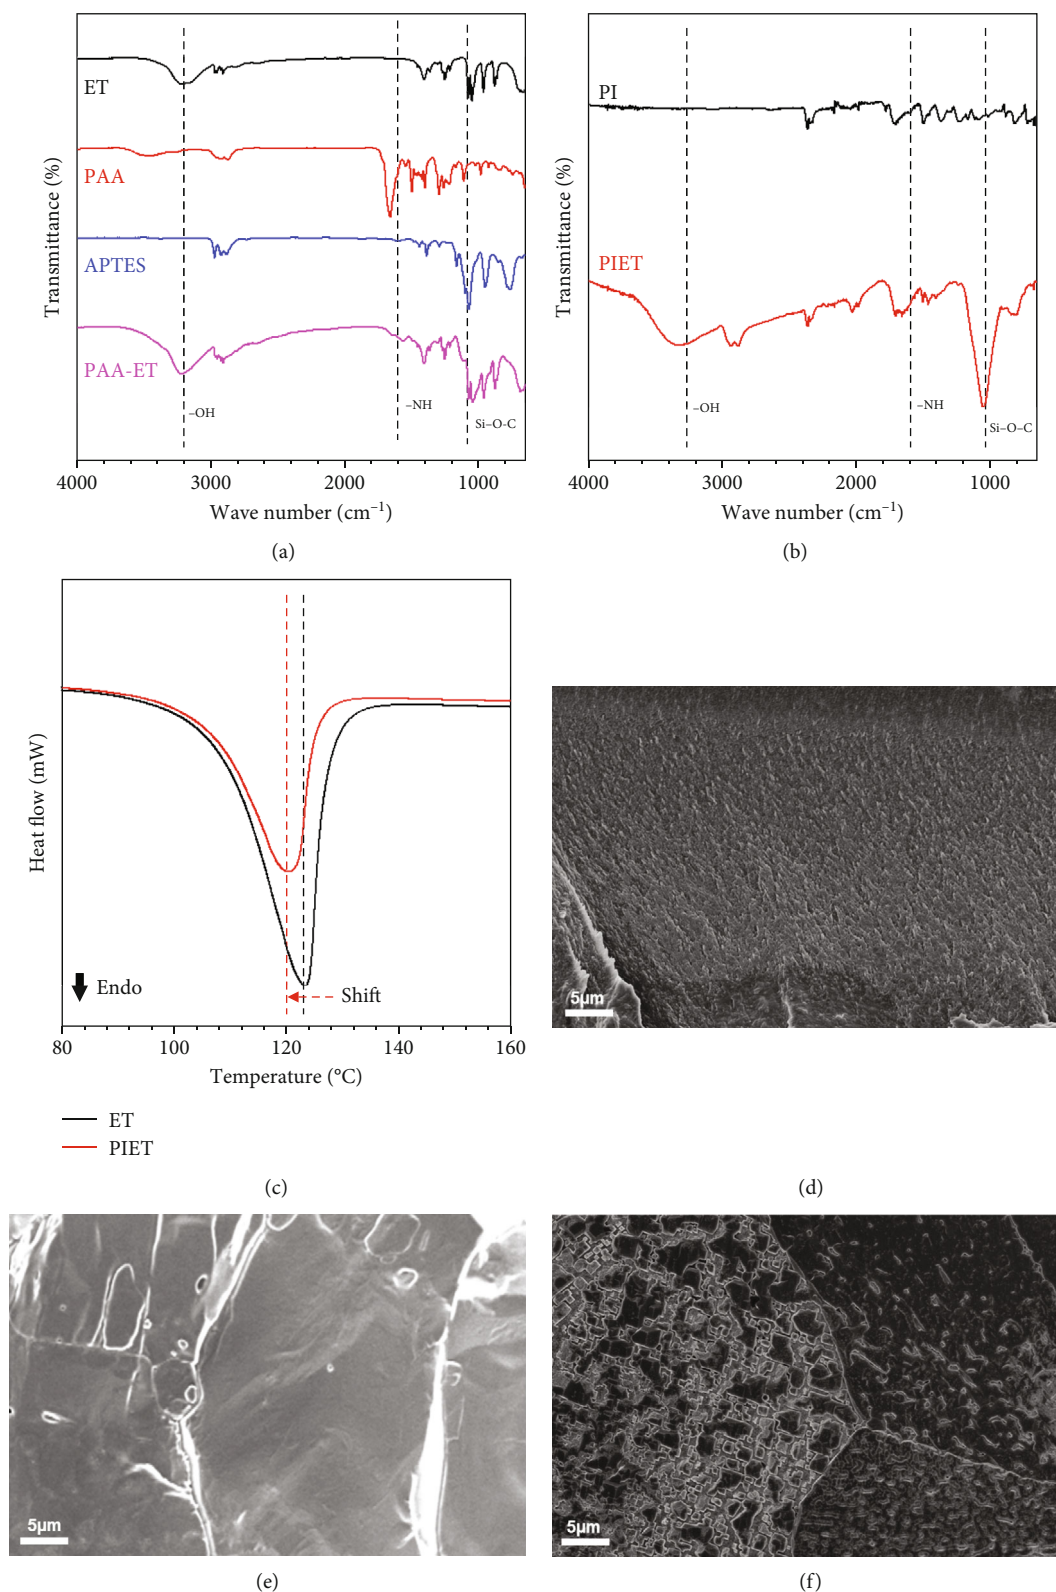 ET
PAA
APTES
PAA-ET
–OH
–NH
Si–O-C
Transmittance (%)
4000
3000
2000
1000
Wave number (cm⁻¹)
(a)
PI
PIET
–OH
–NH
Si–O–C
Transmittance (%)
4000
3000
2000
1000
Wave number (cm⁻¹)
(b)
Heat flow (mW)
Endo
Shift
80
100
120
140
160
Temperature (°C)
ET
PIET
(c)
5µm
(d)
5µm
(e)
5µm
(f)